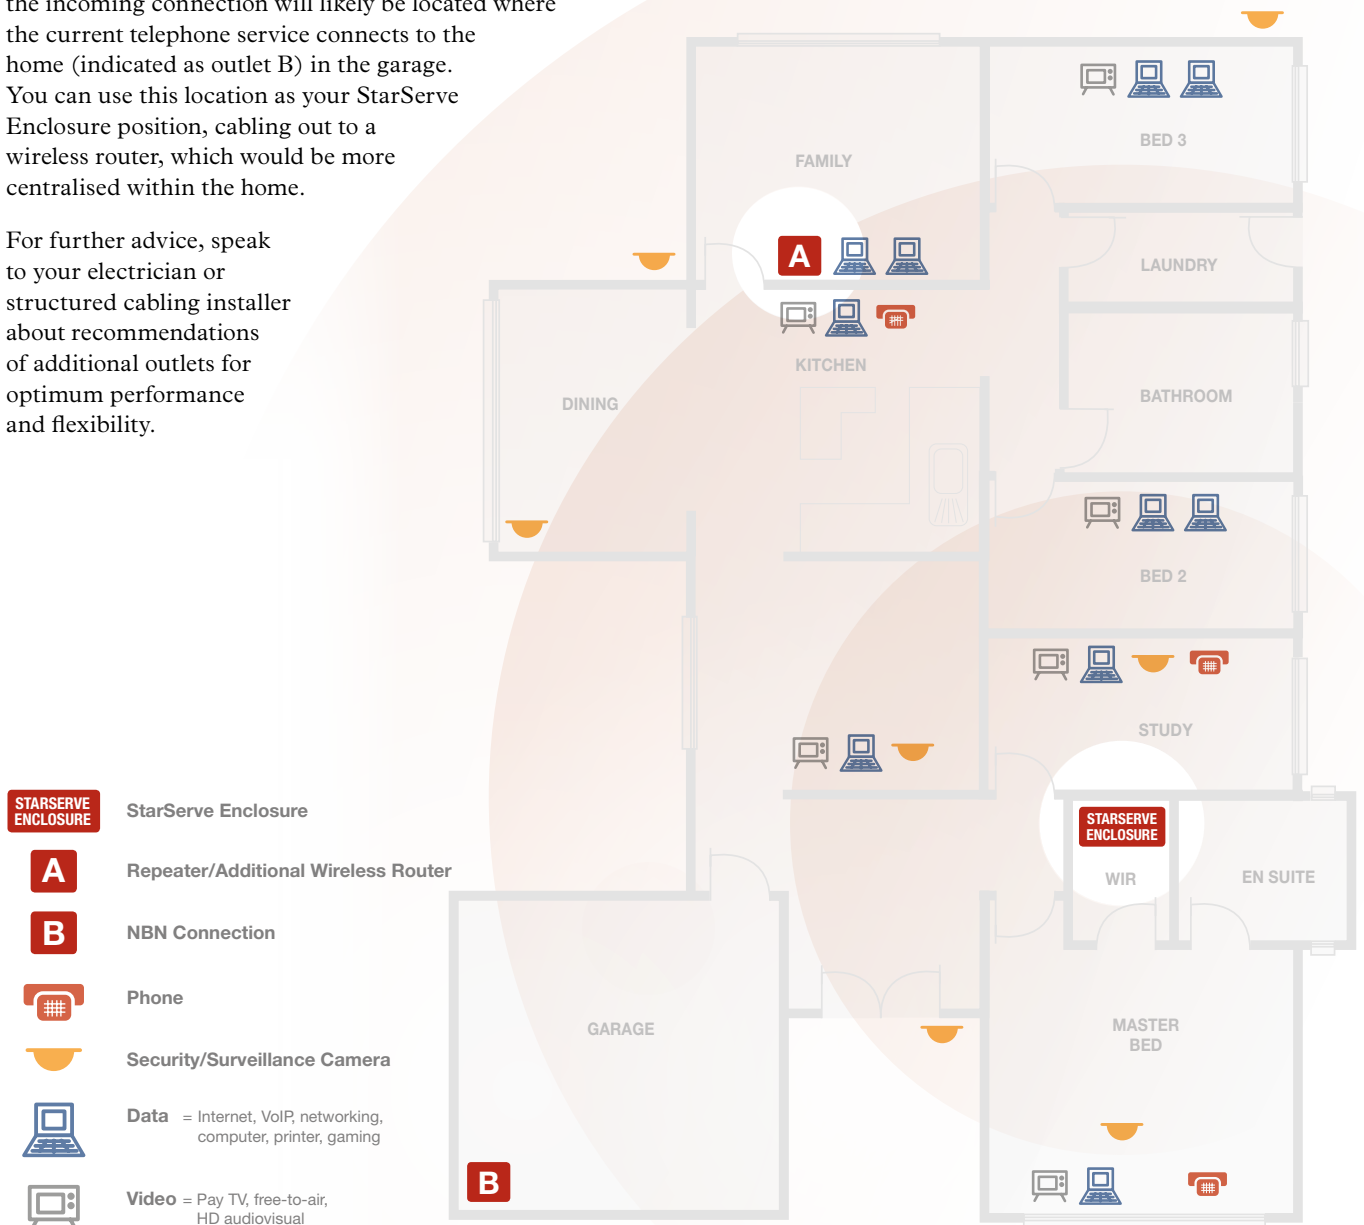 the incoming connection will likely be located where
the current telephone service connects to the
home (indicated as outlet B) in the garage.
You can use this location as your StarServe
Enclosure position, cabling out to a
wireless router, which would be more
centralised within the home.
For further advice, speak
to your electrician or
structured cabling installer
about recommendations
of additional outlets for
optimum performance
and flexibility.
FAMILY
BED 3
A
LAUNDRY
KITCHEN
DINING
BATHROOM
BED 2
STUDY
STARSERVE
ENCLOSURE
WIR
EN SUITE
GARAGE
MASTER
BED
B
STARSERVE
ENCLOSURE
StarServe Enclosure
A
Repeater/Additional Wireless Router
B
NBN Connection
Phone
Security/Surveillance Camera
Data = Internet, VoIP, networking,
computer, printer, gaming
Video = Pay TV, free-to-air,
HD audiovisual